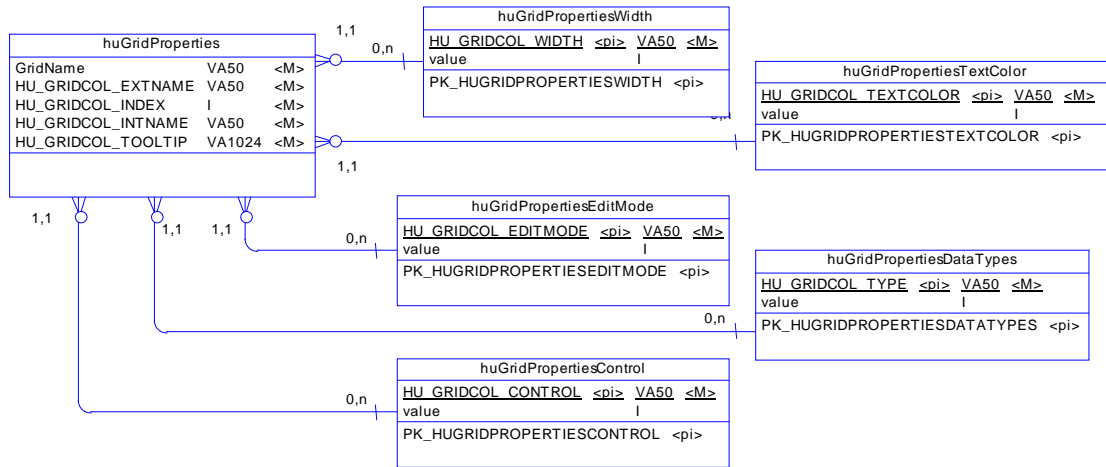 huGridProperties
GridName VA50 <M>
HU_GRIDCOL_EXTNAME VA50 <M>
HU_GRIDCOL_INDEX I <M>
HU_GRIDCOL_INTNAME VA50 <M>
HU_GRIDCOL_TOOLTIP VA1024 <M>
1,1
0,n
huGridPropertiesWidth
HU_GRIDCOL_WIDTH <pi> VA50 <M>
value I
PK_HUGRIDPROPERTIESWIDTH <pi>
1,1
0,n
huGridPropertiesTextColor
HU_GRIDCOL_TEXTCOLOR <pi> VA50 <M>
value I
PK_HUGRIDPROPERTIESTEXTCOLOR <pi>
1,1
1,1
1,1
0,n
huGridPropertiesEditMode
HU_GRIDCOL_EDITMODE <pi> VA50 <M>
value I
PK_HUGRIDPROPERTIESEDITMODE <pi>
0,n
huGridPropertiesDataTypes
HU_GRIDCOL_TYPE <pi> VA50 <M>
value I
PK_HUGRIDPROPERTIESDATATYPES <pi>
0,n
huGridPropertiesControl
HU_GRIDCOL_CONTROL <pi> VA50 <M>
value I
PK_HUGRIDPROPERTIESCONTROL <pi>